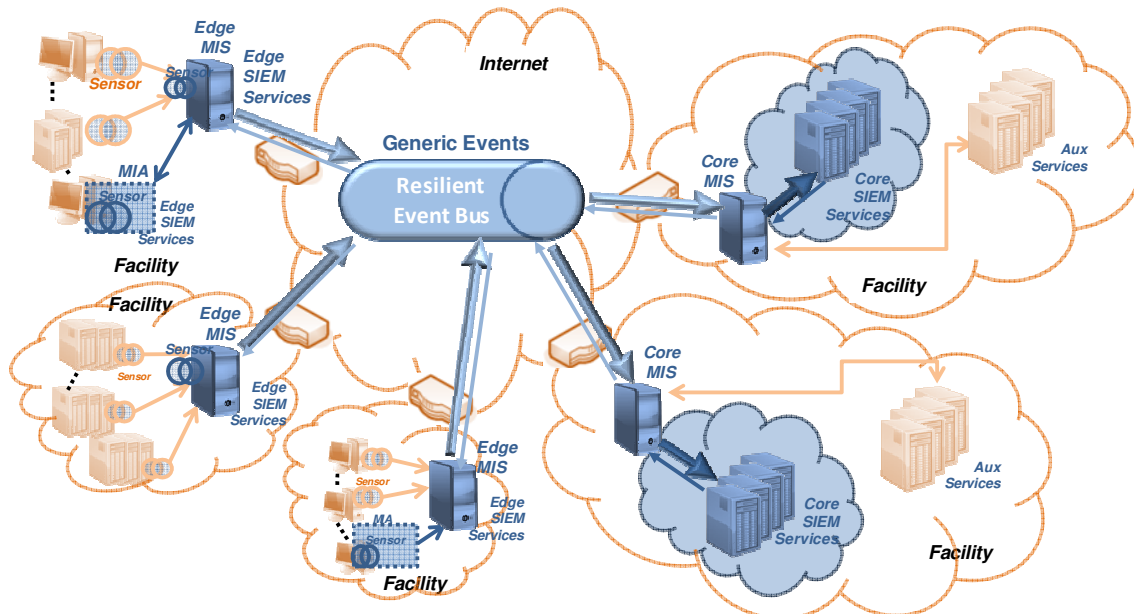 Edge
MIS
Edge
SIEM
Services
Sensor
Sensor
MIA
Sensor
Edge
SIEM
Services
Facility
Internet
Generic Events
Resilient
Event Bus
Core
MIS
Core
SIEM
Services
Aux
Services
Facility
Facility
Edge
MIS
Sensor
Sensor
Edge
SIEM
Services
Edge
MIS
Sensor
MIA
Sensor
Edge
SIEM
Services
Facility
Core
MIS
Core
SIEM
Services
Aux
Services
Facility